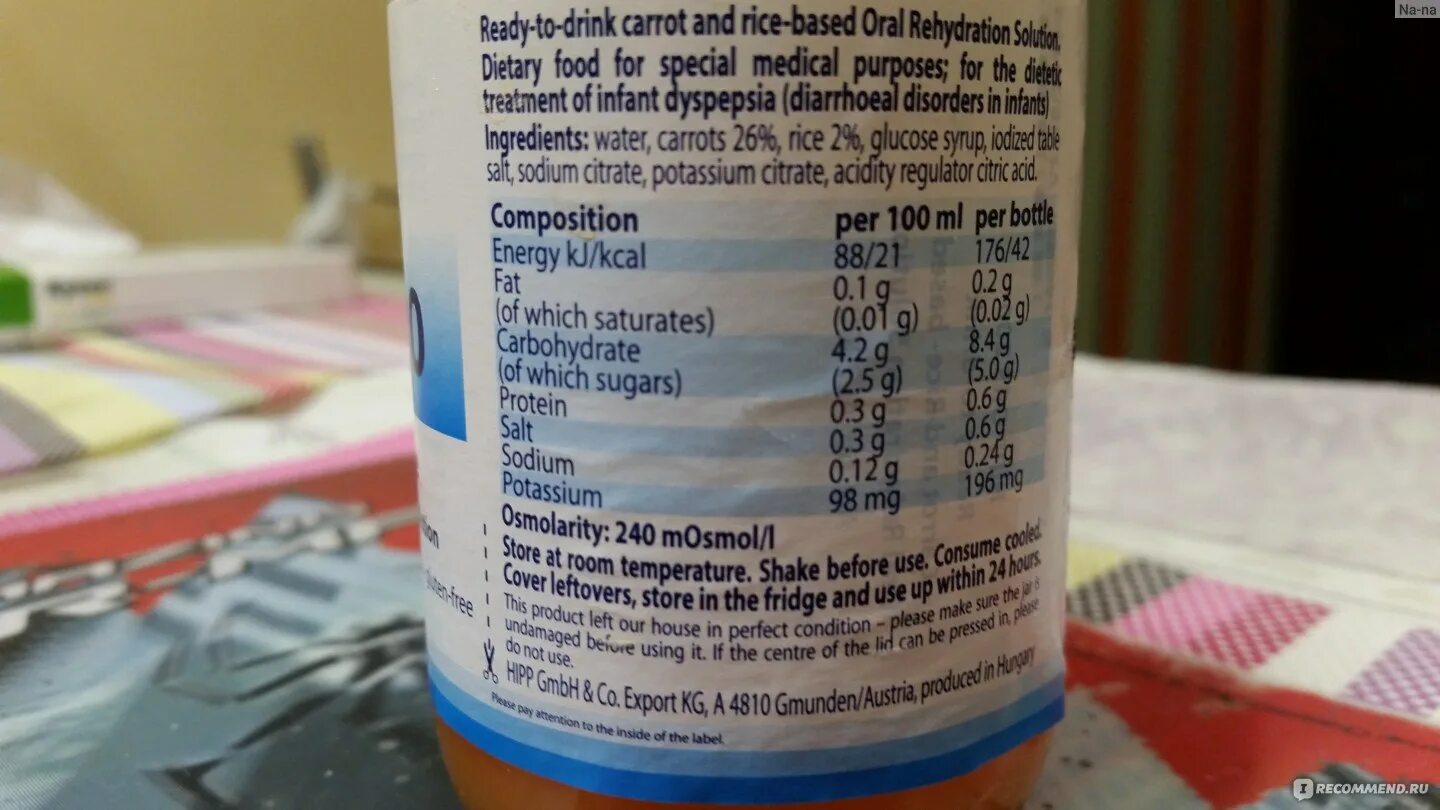 Na-na
Ready-to-drink carrot and rice-based Oral Rehydration Solution.
Dietary food for special medical purposes; for the dietetic
treatment of infant dyspepsia (diarrhoeal disorders in infants)
Ingredients: water, carrots 26%, rice 2%, glucose syrup, iodized table
salt, sodium citrate, potassium citrate, acidity regulator citric acid.
Composition per 100 ml per bottle
Energy kJ/kcal 88/21 176/42
Fat 0.1 g 0.2 g
(of which saturates) (0.01 g) (0.02 g)
Carbohydrate 4.2 g 8.4 g
(of which sugars) (2.5 g) (5.0 g)
Protein 0.3 g 0.6 g
Salt 0.3 g 0.6 g
Sodium 0.12 g 0.24 g
Potassium 98 mg 196 mg
Osmolarity: 240 mOsmol/l
Store at room temperature. Shake before use. Consume cooled.
Cover leftovers, store in the fridge and use up within 24 hours.
This product left our house in perfect condition – please make sure the jar is
undamaged before using it. If the centre of the lid can be pressed in, please
do not use.
HIPP GmbH & Co. Export KG, A 4810 Gmunden/Austria, produced in Hungary
Please pay attention to the inside of the label.
-free
IRECOMMEND.RU